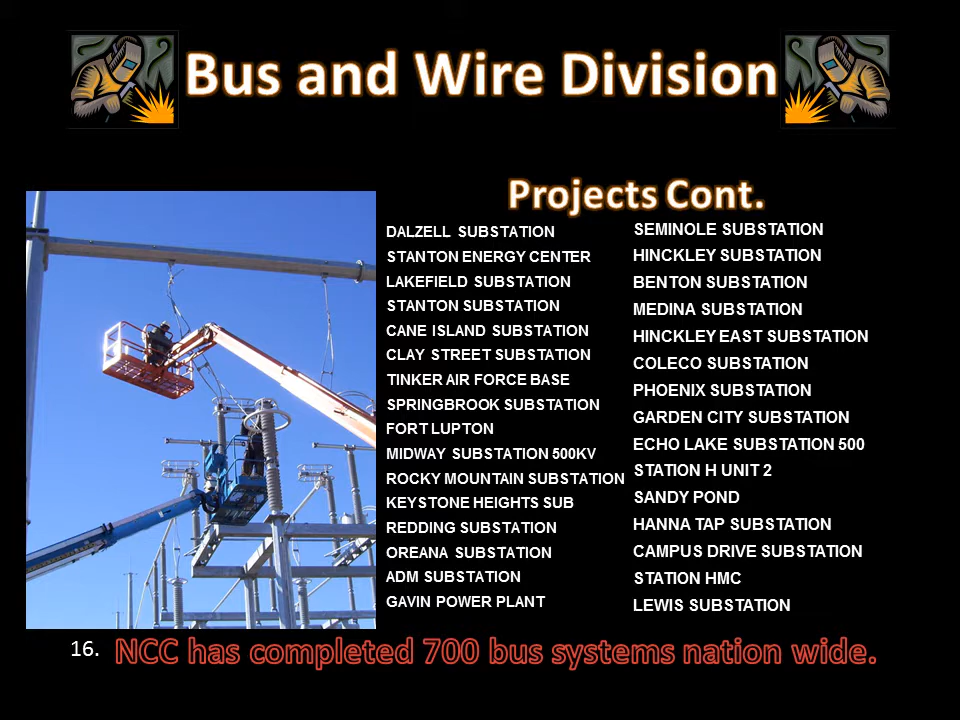 Bus and Wire Division
Projects Cont.
DALZELL SUBSTATION
STANTON ENERGY CENTER
LAKEFIELD SUBSTATION
STANTON SUBSTATION
CANE ISLAND SUBSTATION
CLAY STREET SUBSTATION
TINKER AIR FORCE BASE
SPRINGBROOK SUBSTATION
FORT LUPTON
MIDWAY SUBSTATION 500KV
ROCKY MOUNTAIN SUBSTATION
KEYSTONE HEIGHTS SUB
REDDING SUBSTATION
OREANA SUBSTATION
ADM SUBSTATION
GAVIN POWER PLANT
SEMINOLE SUBSTATION
HINCKLEY SUBSTATION
BENTON SUBSTATION
MEDINA SUBSTATION
HINCKLEY EAST SUBSTATION
COLECO SUBSTATION
PHOENIX SUBSTATION
GARDEN CITY SUBSTATION
ECHO LAKE SUBSTATION 500
STATION H UNIT 2
SANDY POND
HANNA TAP SUBSTATION
CAMPUS DRIVE SUBSTATION
STATION HMC
LEWIS SUBSTATION
16. NCC has completed 700 bus systems nation wide.